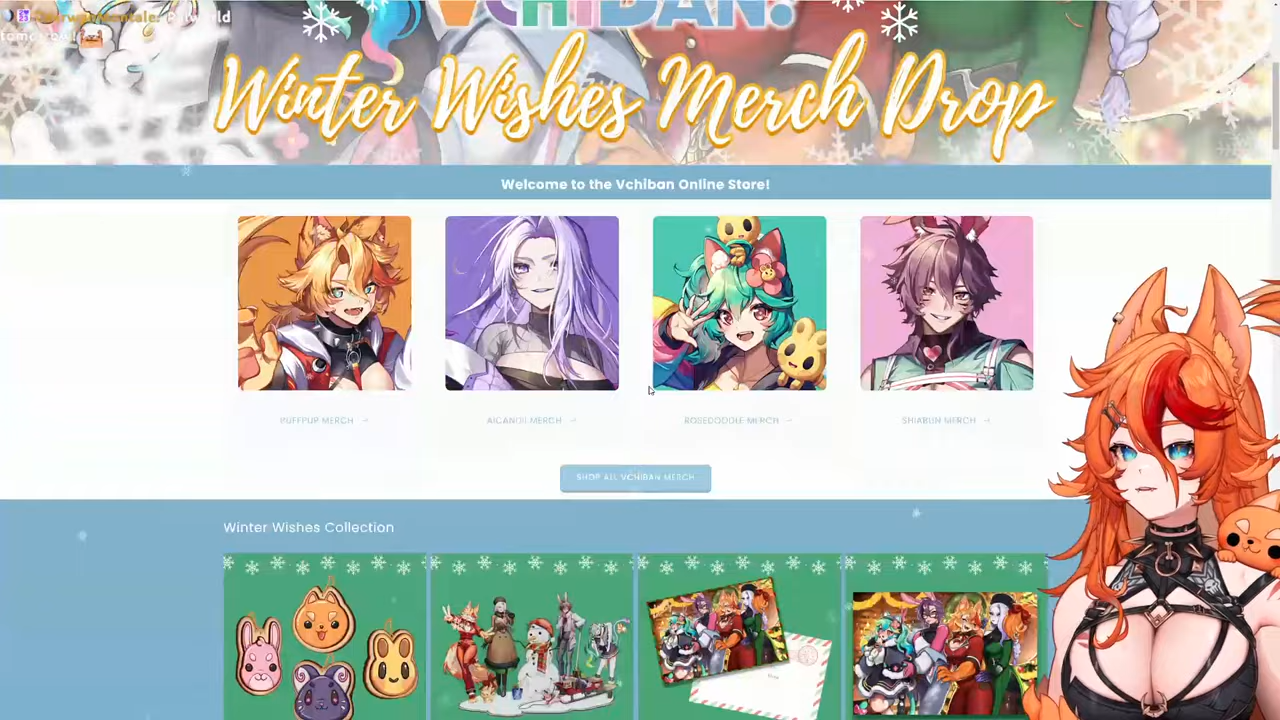 VCHIBAN!
Winter Wishes Merch Drop
Welcome to the Vchiban Online Store!
PUFFPUP MERCH →
AICANDII MERCH →
ROSEDOODLE MERCH →
SHIABUN MERCH →
SHOP ALL VCHIBAN MERCH
Winter Wishes Collection